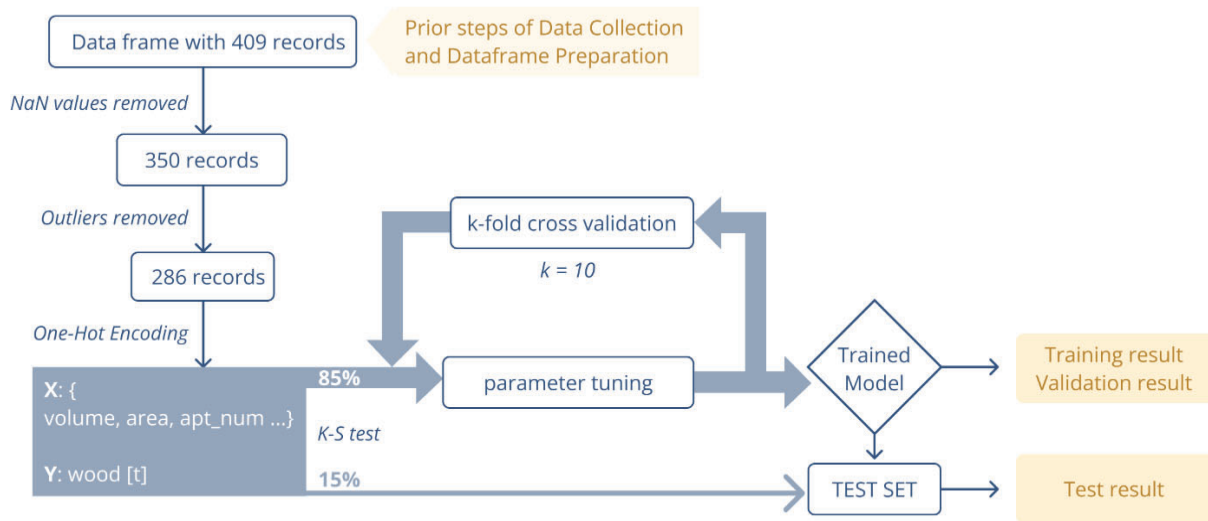 Data frame with 409 records
Prior steps of Data Collection
and Dataframe Preparation
NaN values removed
350 records
Outliers removed
286 records
One-Hot Encoding
k-fold cross validation
k = 10
X: {
volume, area, apt_num ...}
Y: wood [t]
85%
K-S test
15%
parameter tuning
Trained
Model
Training result
Validation result
TEST SET
Test result